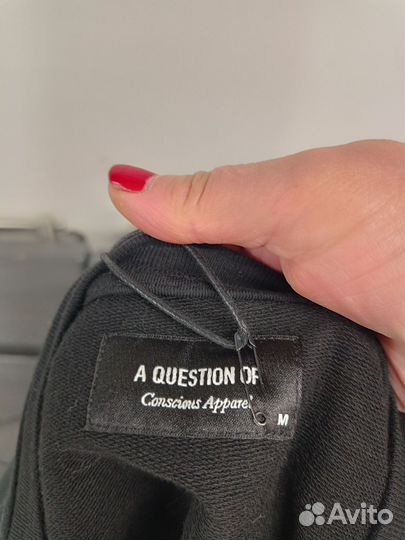 A QUESTION OF
Conscious Apparel
M
Avito